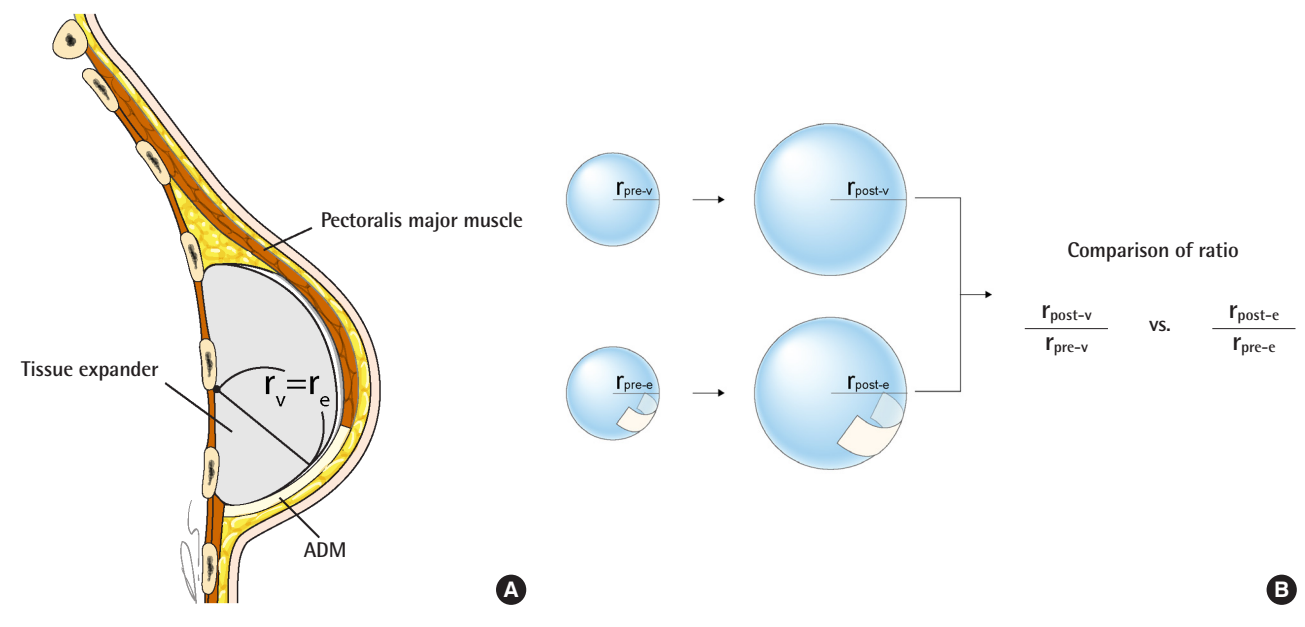 Pectoralis major muscle
Tissue expander
rv=re
ADM
A
rpre-v
rpost-v
rpre-e
rpost-e
Comparison of ratio
rpost-v
rpre-v
vs.
rpost-e
rpre-e
B